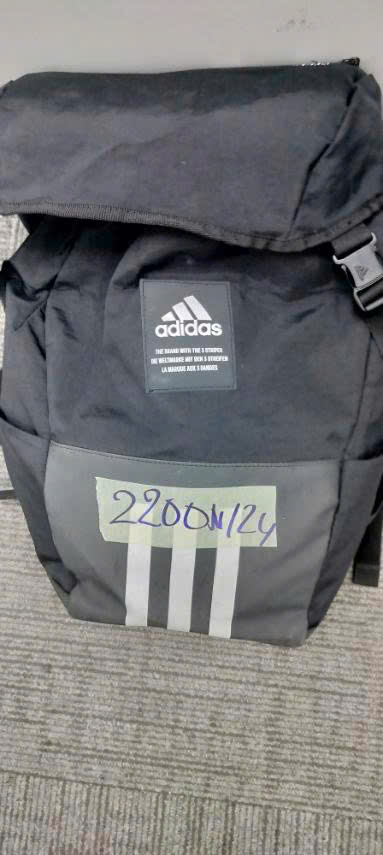 adidas
THE BRAND WITH THE 3 STRIPES
DIE WELTMARKE MIT DEN 3 STREIFEN
LA MARQUE AUX 3 BANDES
2200N/24